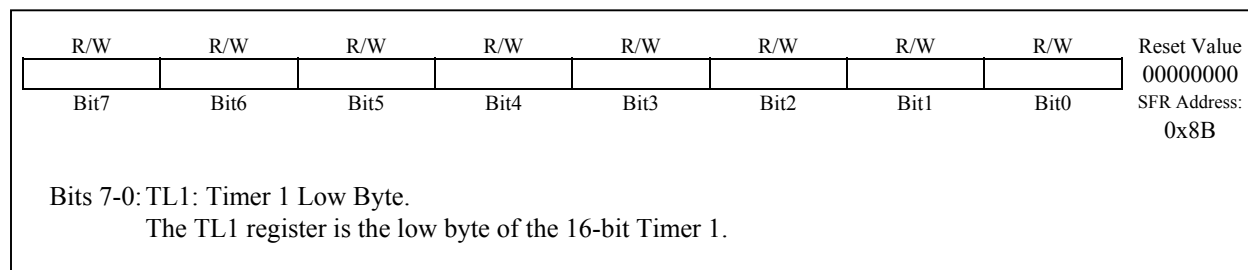 R/W R/W R/W R/W R/W R/W R/W R/W Reset Value
00000000
Bit7 Bit6 Bit5 Bit4 Bit3 Bit2 Bit1 Bit0 SFR Address:
0x8B
Bits 7-0: TL1: Timer 1 Low Byte.
The TL1 register is the low byte of the 16-bit Timer 1.